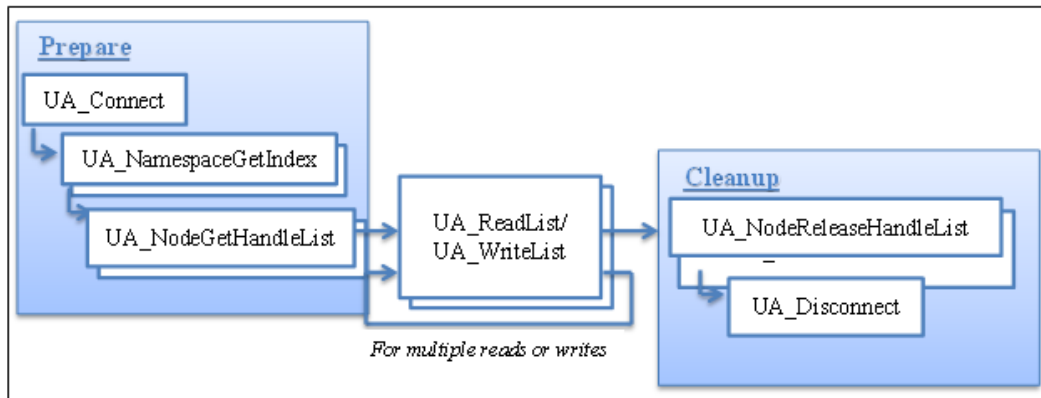 Prepare
UA_Connect
UA_NamespaceGetIndex
UA_NodeGetHandleList
UA_ReadList/
UA_WriteList
For multiple reads or writes
Cleanup
UA_NodeReleaseHandleList
UA_Disconnect